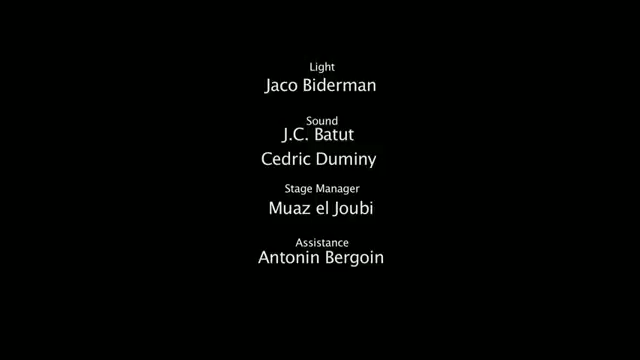 Light
Jaco Biderman
Sound
J.C. Batut
Cedric Duminy
Stage Manager
Muaz el Joubi
Assistance
Antonin Bergoin